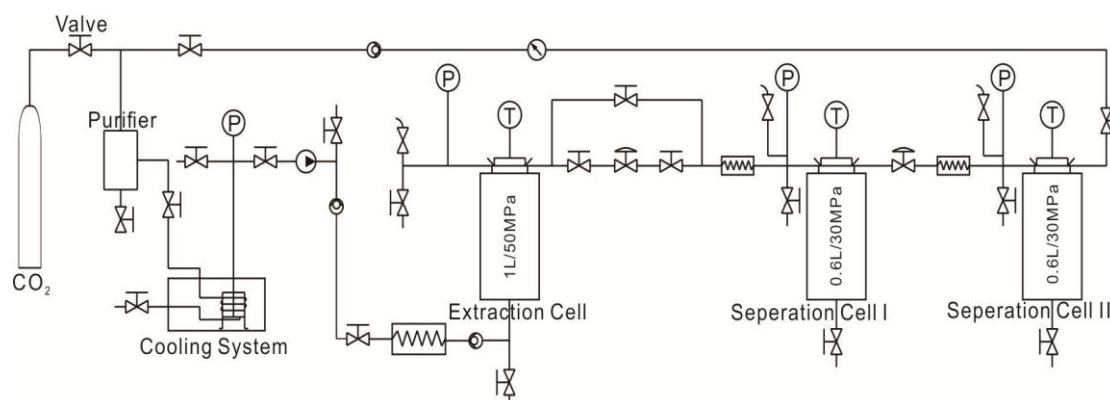 Valve
P
P
P
Purifier
P
T
T
T
1L/50MPa
0.6L/30MPa
0.6L/30MPa
CO₂
Extraction Cell
Seperation Cell I
Seperation Cell II
Cooling System